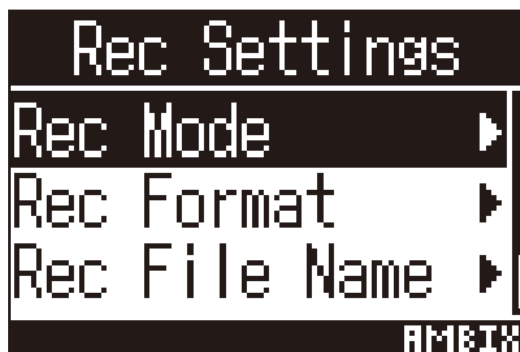 Rec Settings
Rec Mode
Rec Format
Rec File Name
AMBIX